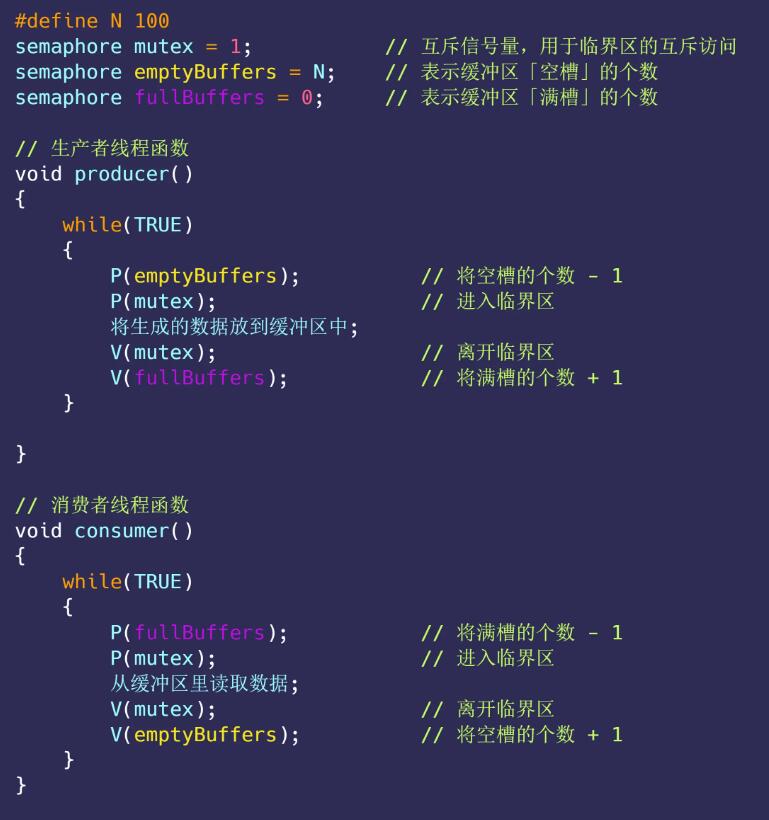 #define N 100
semaphore mutex = 1; // 互斥信号量，用于临界区的互斥访问
semaphore emptyBuffers = N; // 表示缓冲区「空槽」的个数
semaphore fullBuffers = 0; // 表示缓冲区「满槽」的个数
// 生产者线程函数
void producer()
{
while(TRUE)
{
P(emptyBuffers); // 将空槽的个数 - 1
P(mutex); // 进入临界区
将生成的数据放到缓冲区中;
V(mutex); // 离开临界区
V(fullBuffers); // 将满槽的个数 + 1
}
}
// 消费者线程函数
void consumer()
{
while(TRUE)
{
P(fullBuffers); // 将满槽的个数 - 1
P(mutex); // 进入临界区
从缓冲区里读取数据;
V(mutex); // 离开临界区
V(emptyBuffers); // 将空槽的个数 + 1
}
}